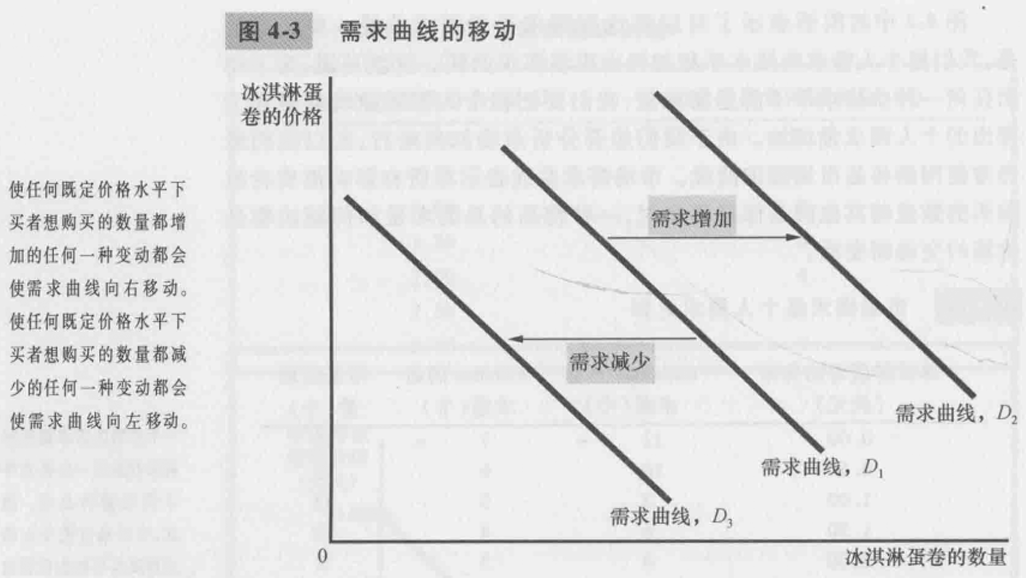 图 4-3 需求曲线的移动
使任何既定价格水平下
买者想购买的数量都增
加的任何一种变动都会
使需求曲线向右移动。
使任何既定价格水平下
买者想购买的数量都减
少的任何一种变动都会
使需求曲线向左移动。
冰淇淋蛋
卷的价格
需求增加
需求减少
需求曲线，D₂
需求曲线，D₁
需求曲线，D₃
0
冰淇淋蛋卷的数量